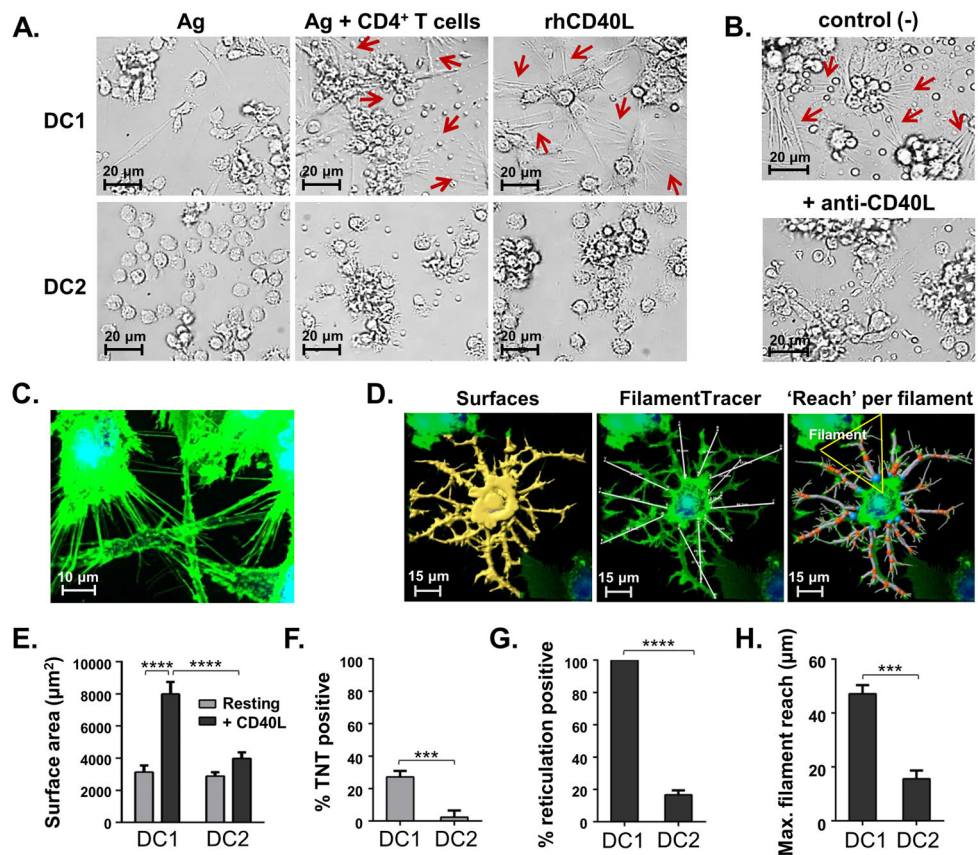 A.
Ag
Ag + CD4⁺ T cells
rhCD40L
DC1
20 µm
20 µm
20 µm
DC2
20 µm
20 µm
20 µm
B.
control (-)
20 µm
+ anti-CD40L
20 µm
C.
10 µm
D.
Surfaces
FilamentTracer
'Reach' per filament
Filament
15 µm
15 µm
15 µm
E.
Surface area (µm²)
10000
8000
6000
4000
2000
0
****
****
Resting
+ CD40L
DC1
DC2
F.
% TNT positive
100
80
60
40
20
0
***
DC1
DC2
G.
% reticulation positive
100
80
60
40
20
0
****
DC1
DC2
H.
Max. filament reach (µm)
60
40
20
0
***
DC1
DC2